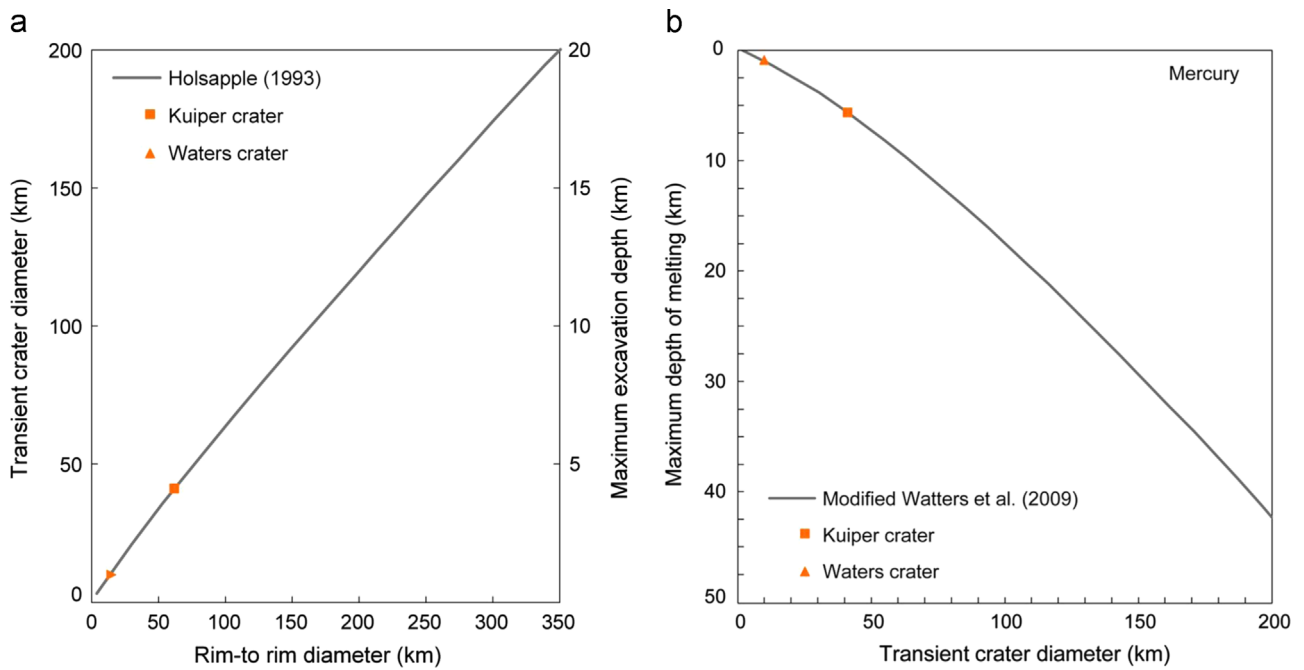 a
Transient crater diameter (km)
200
150
100
50
0
Holsapple (1993)
Kuiper crater
Waters crater
20
15
10
5
Maximum excavation depth (km)
0
50
100
150
200
250
300
350
Rim-to rim diameter (km)
b
Maximum depth of melting (km)
0
10
20
30
40
50
Mercury
Modified Watters et al. (2009)
Kuiper crater
Waters crater
0
50
100
150
200
Transient crater diameter (km)